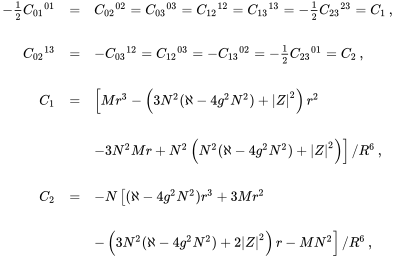 −½C₀₁⁰¹ = C₀₂⁰² = C₀₃⁰³ = C₁₂¹² = C₁₃¹³ = −½C₂₃²³ = C₁ ,
C₀₂¹³ = −C₀₃¹² = C₁₂⁰³ = −C₁₃⁰² = −½C₂₃⁰¹ = C₂ ,
C₁ = [Mr³ − (3N²(ℵ − 4g²N²) + |Z|²) r²
−3N²Mr + N² (N²(ℵ − 4g²N²) + |Z|²)] /R⁶ ,
C₂ = −N [(ℵ − 4g²N²)r³ + 3Mr²
− (3N²(ℵ − 4g²N²) + 2|Z|²) r − MN²] /R⁶ ,